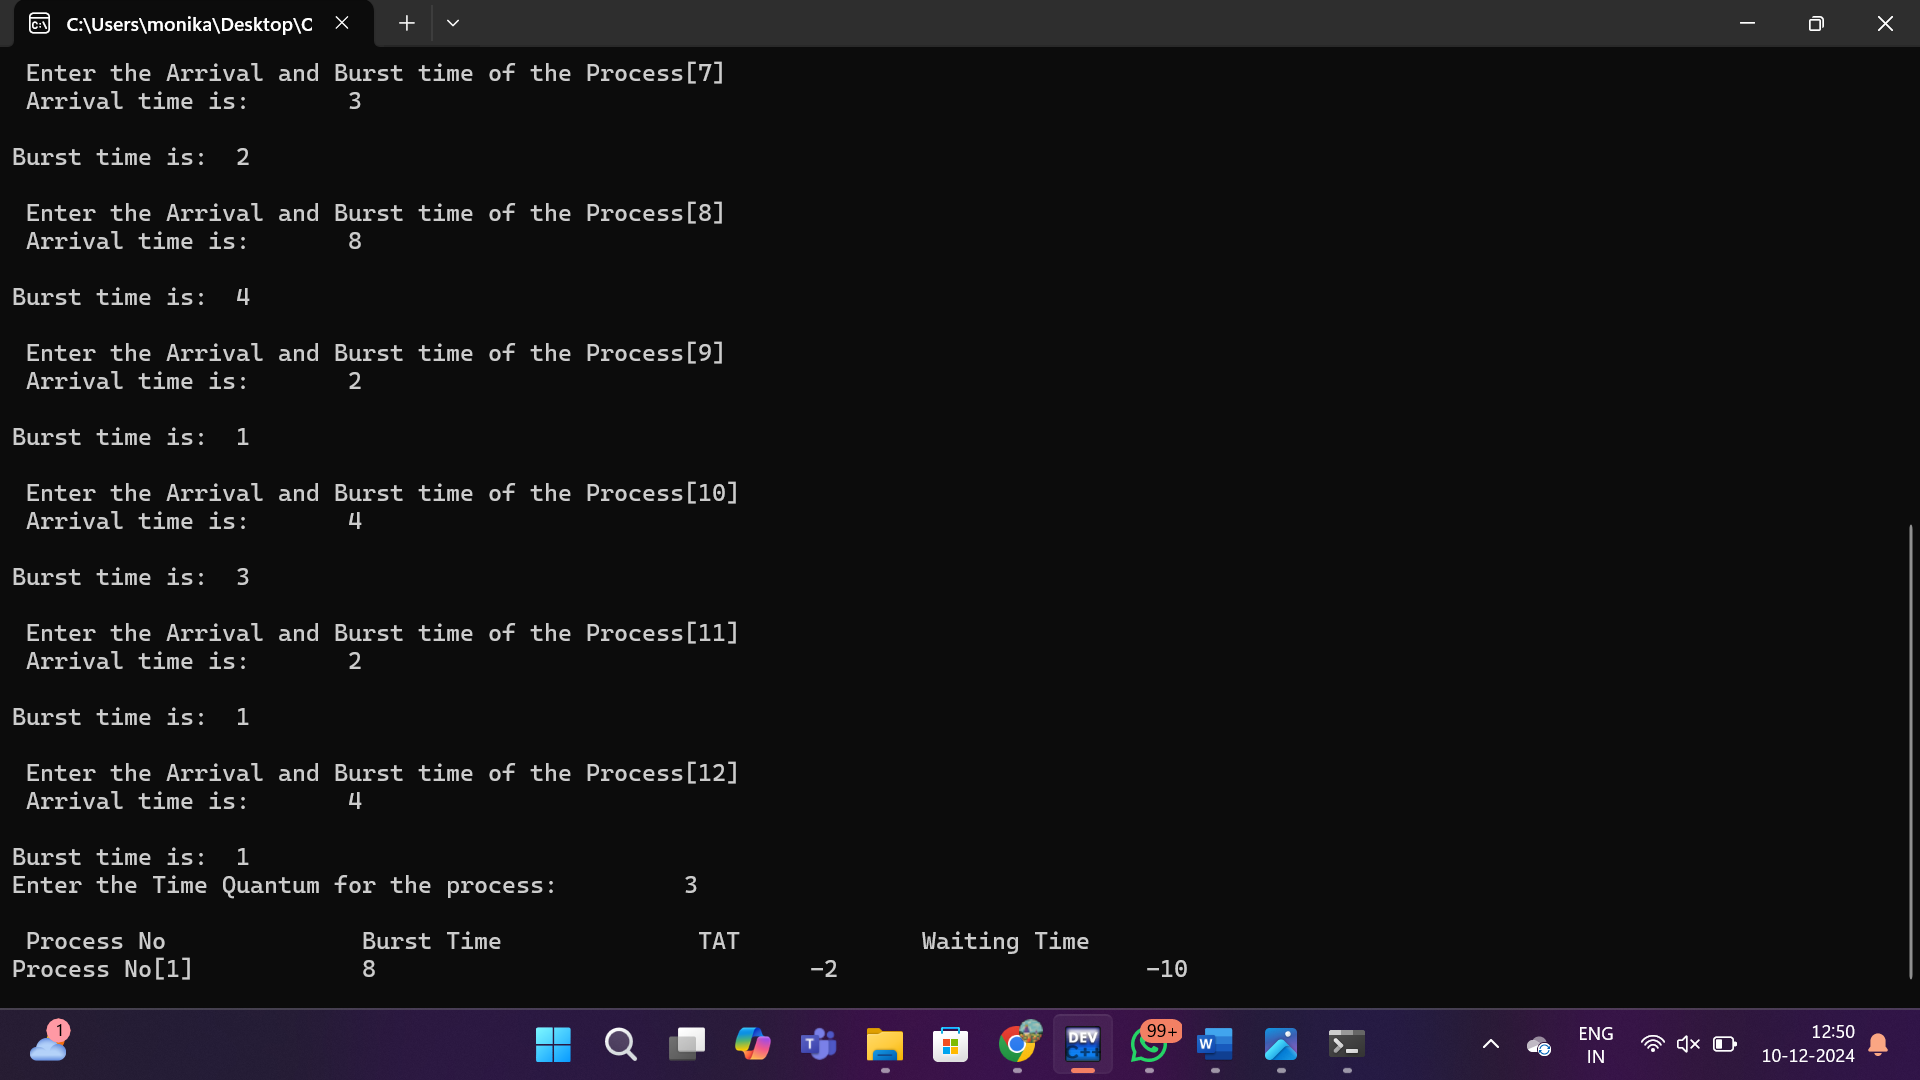 C:\Users\monika\Desktop\C
Enter the Arrival and Burst time of the Process[7]
Arrival time is: 3
Burst time is: 2
Enter the Arrival and Burst time of the Process[8]
Arrival time is: 8
Burst time is: 4
Enter the Arrival and Burst time of the Process[9]
Arrival time is: 2
Burst time is: 1
Enter the Arrival and Burst time of the Process[10]
Arrival time is: 4
Burst time is: 3
Enter the Arrival and Burst time of the Process[11]
Arrival time is: 2
Burst time is: 1
Enter the Arrival and Burst time of the Process[12]
Arrival time is: 4
Burst time is: 1
Enter the Time Quantum for the process: 3
Process No Burst Time TAT Waiting Time
Process No[1] 8 -2 -10
1
DEV
C++
99+
W
T
ENG
IN
12:50
10-12-2024